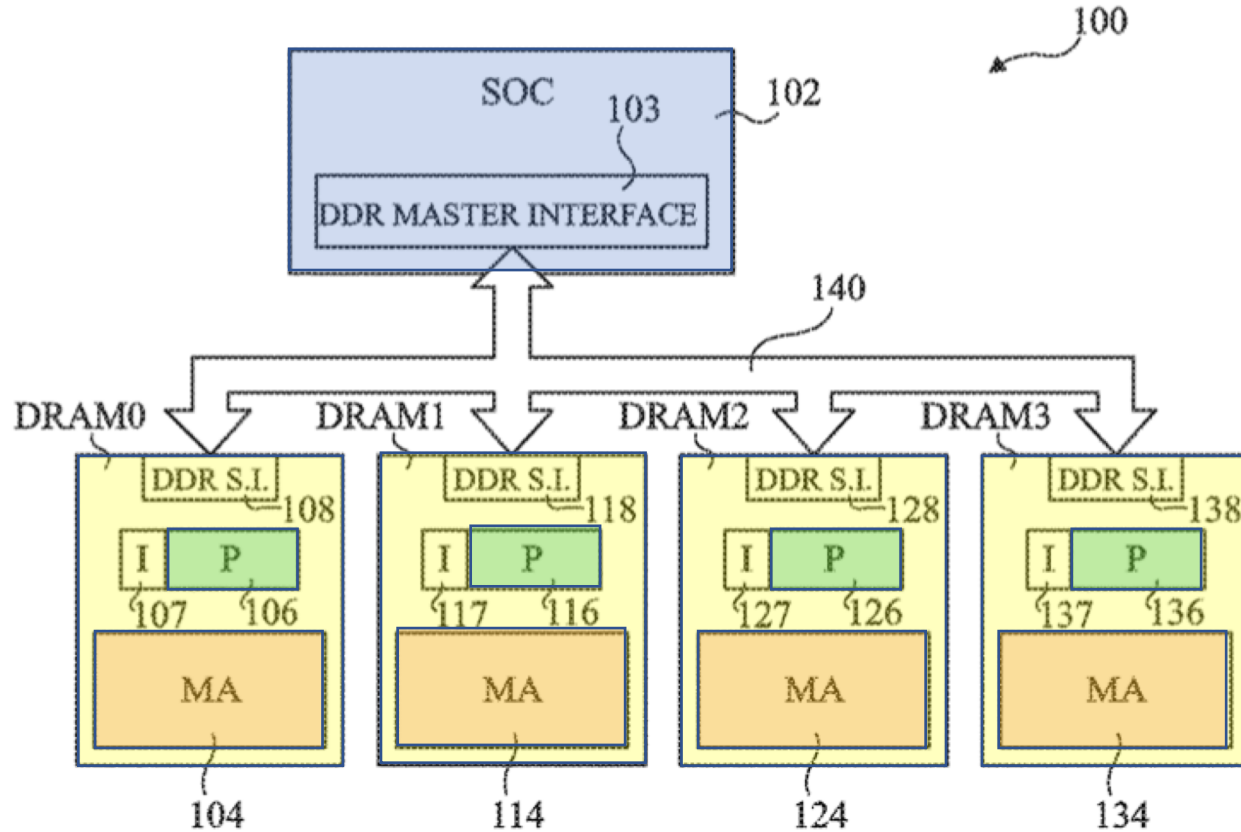 100
SOC
102
103
DDR MASTER INTERFACE
140
DRAM0 DRAM1 DRAM2 DRAM3
DDR S.I. DDR S.I. DDR S.I. DDR S.I.
108 118 128 138
I P I P I P I P
107 106 117 116 127 126 137 136
MA MA MA MA
104 114 124 134